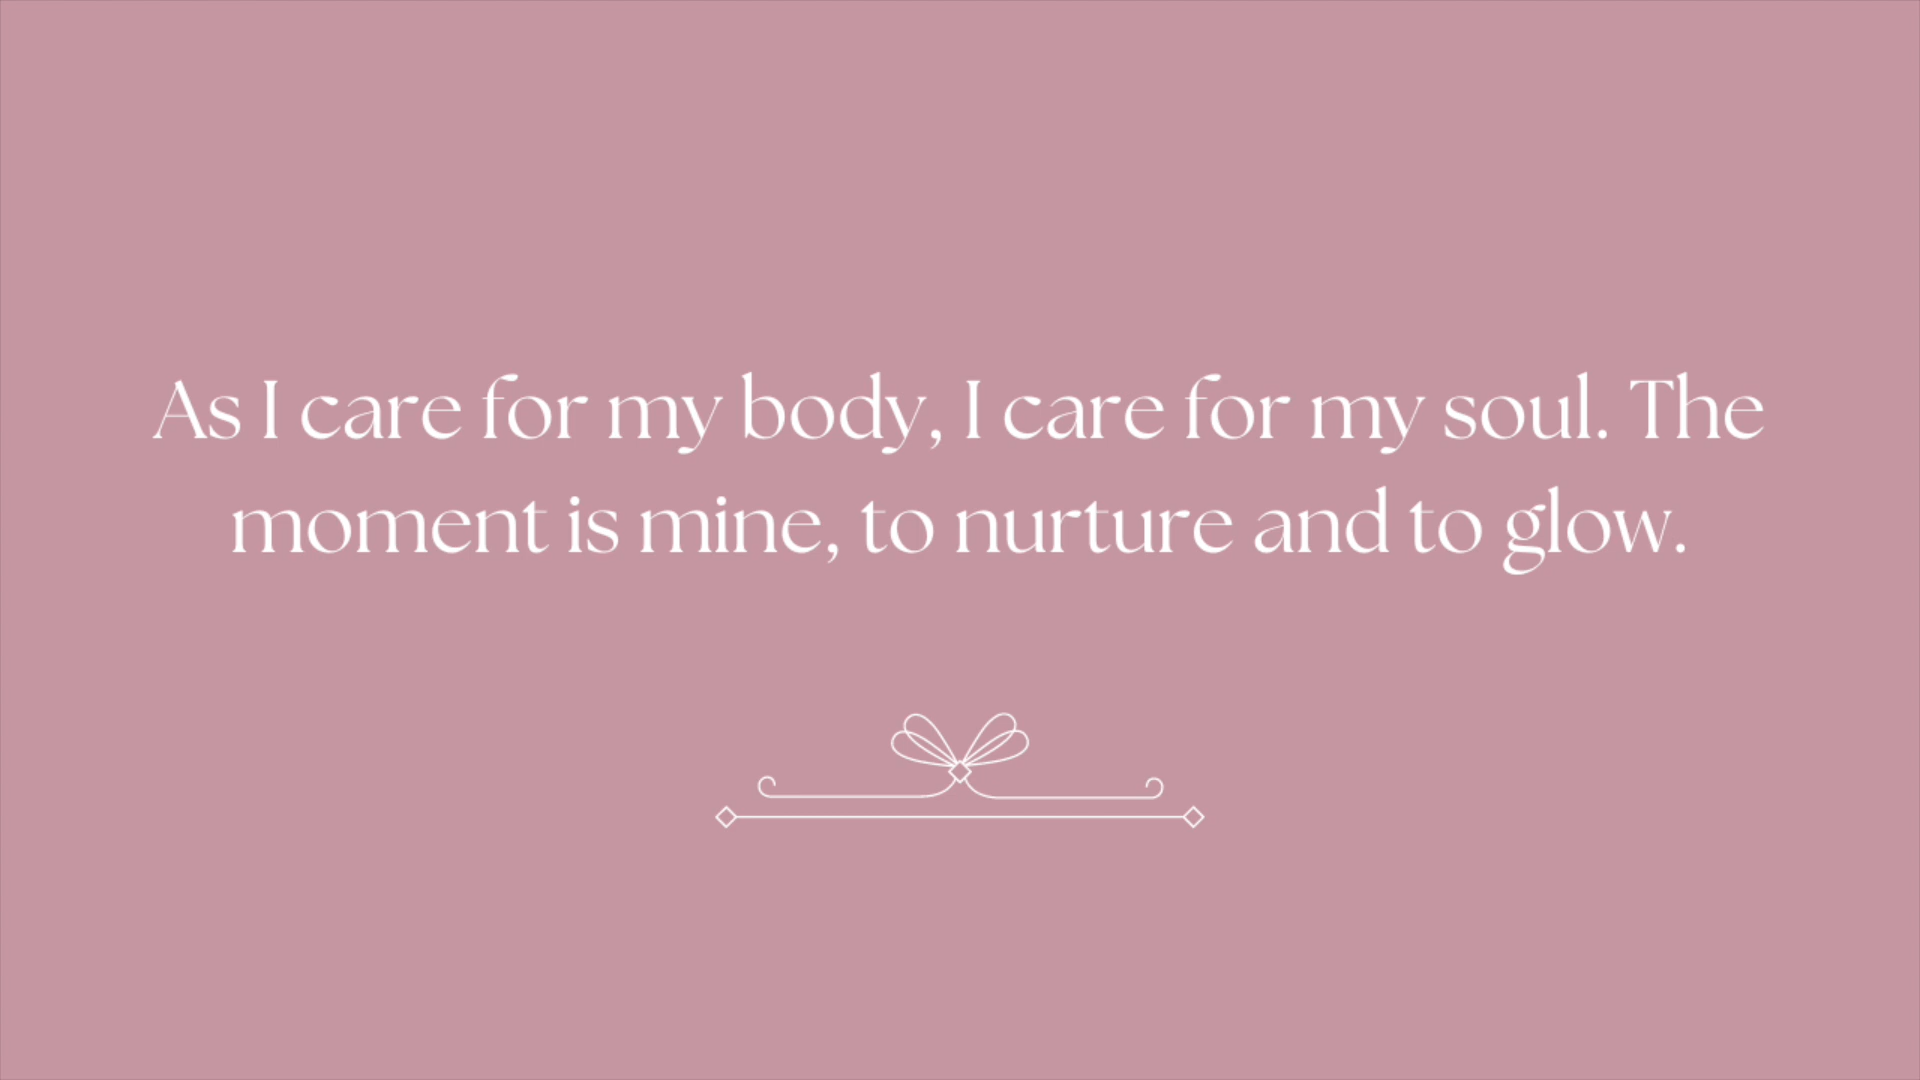 As I care for my body, I care for my soul. The
moment is mine, to nurture and to glow.